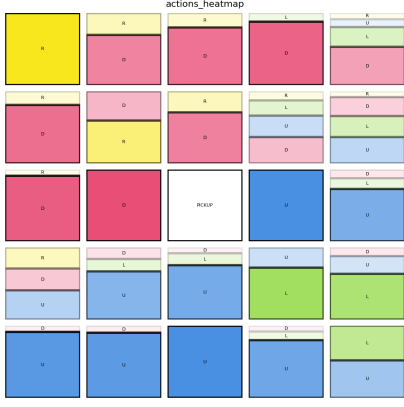 actions_heatmap
R R R L R
U
L
D D D D
R D R R R
L D
D R D U L
D U
R D
L
D D PICKUP U U
R D D U D
D L L U
U U U L L
D D U D L
L
U U U U